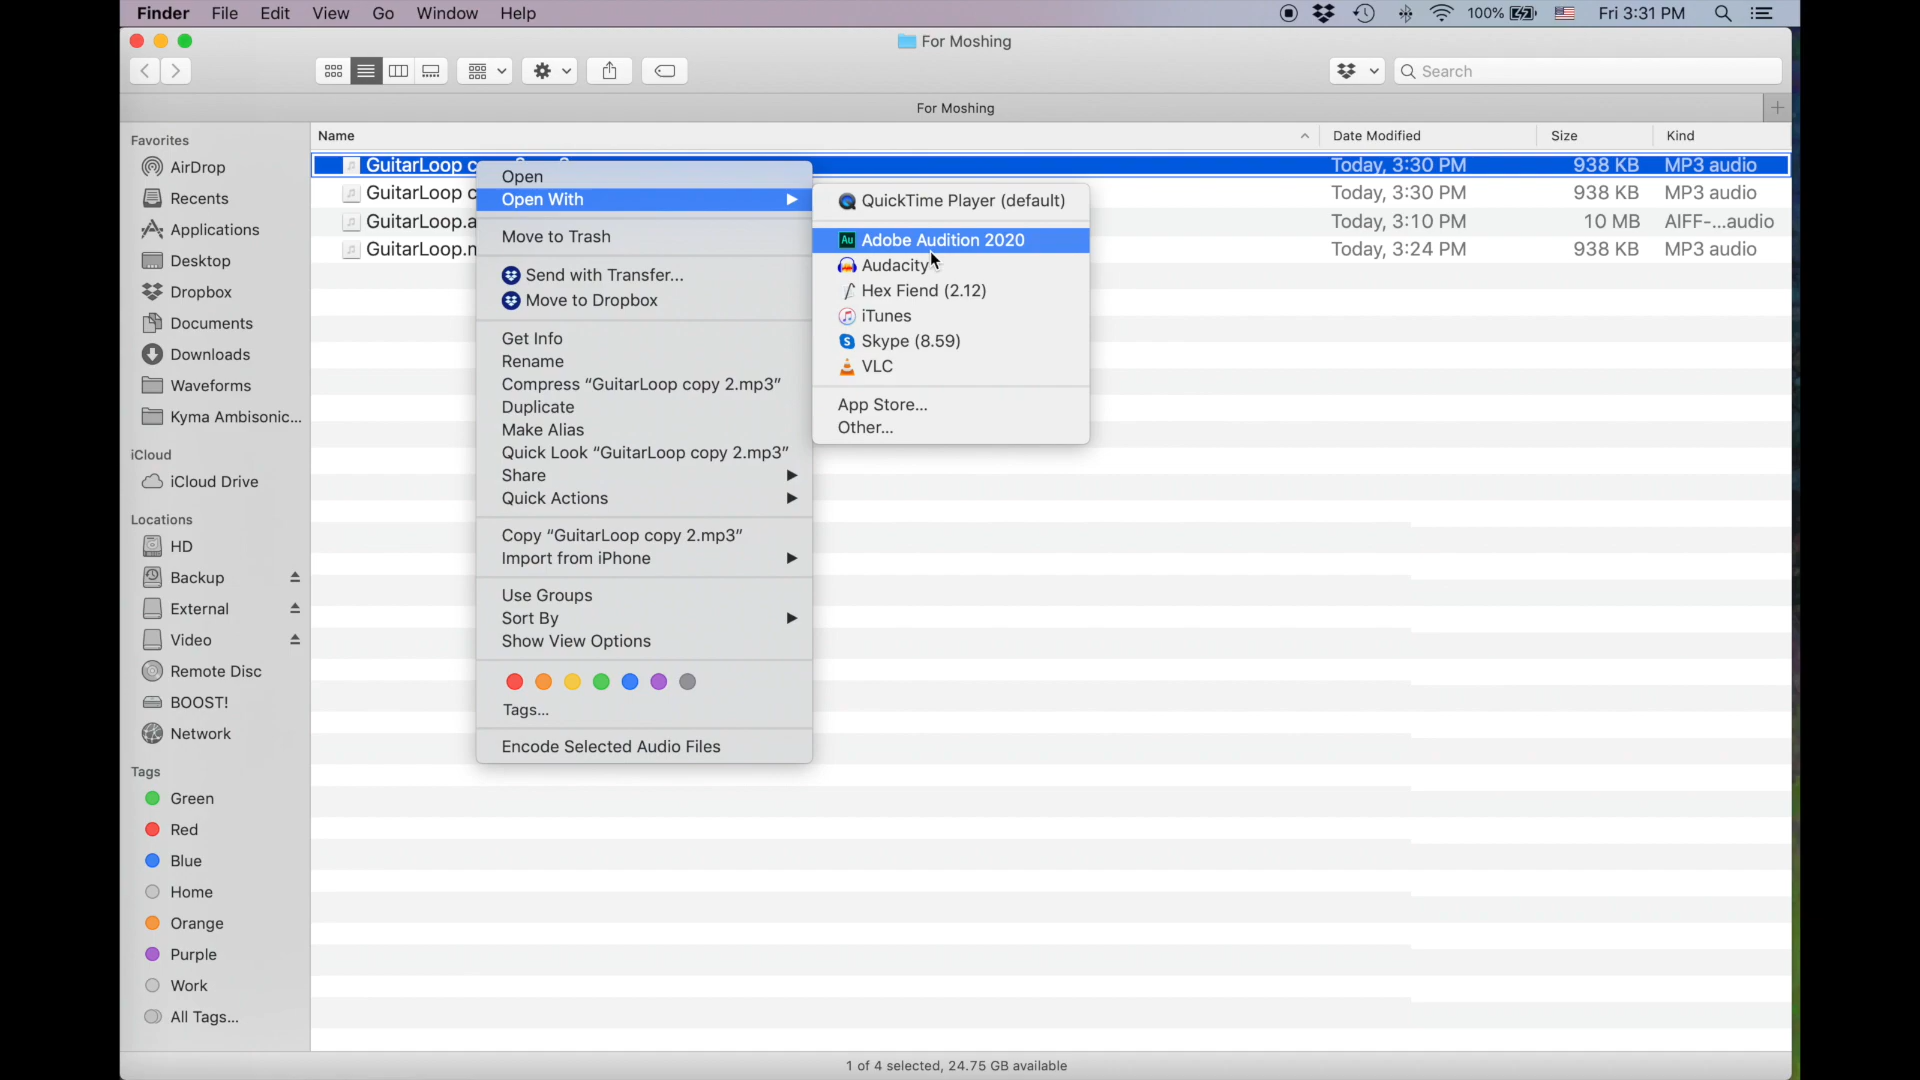 Finder File Edit View Go Window Help
100% Fri 3:31 PM
For Moshing
Search
For Moshing
Name Date Modified Size Kind
GuitarLoop Today, 3:30 PM 938 KB MP3 audio
GuitarLoop Today, 3:30 PM 938 KB MP3 audio
GuitarLoop.a Today, 3:10 PM 10 MB AIFF-...audio
GuitarLoop.m Today, 3:24 PM 938 KB MP3 audio
Favorites
AirDrop
Recents
Applications
Desktop
Dropbox
Documents
Downloads
Waveforms
Kyma Ambisonic...
iCloud
iCloud Drive
Locations
HD
Backup
External
Video
Remote Disc
BOOST!
Network
Tags
Green
Red
Blue
Home
Orange
Purple
Work
All Tags...
Open
Open With
Move to Trash
Send with Transfer...
Move to Dropbox
Get Info
Rename
Compress “GuitarLoop copy 2.mp3”
Duplicate
Make Alias
Quick Look “GuitarLoop copy 2.mp3”
Share
Quick Actions
Copy “GuitarLoop copy 2.mp3”
Import from iPhone
Use Groups
Sort By
Show View Options
Tags...
Encode Selected Audio Files
QuickTime Player (default)
Au Adobe Audition 2020
Audacity
Hex Fiend (2.12)
iTunes
Skype (8.59)
VLC
App Store...
Other...
1 of 4 selected, 24.75 GB available